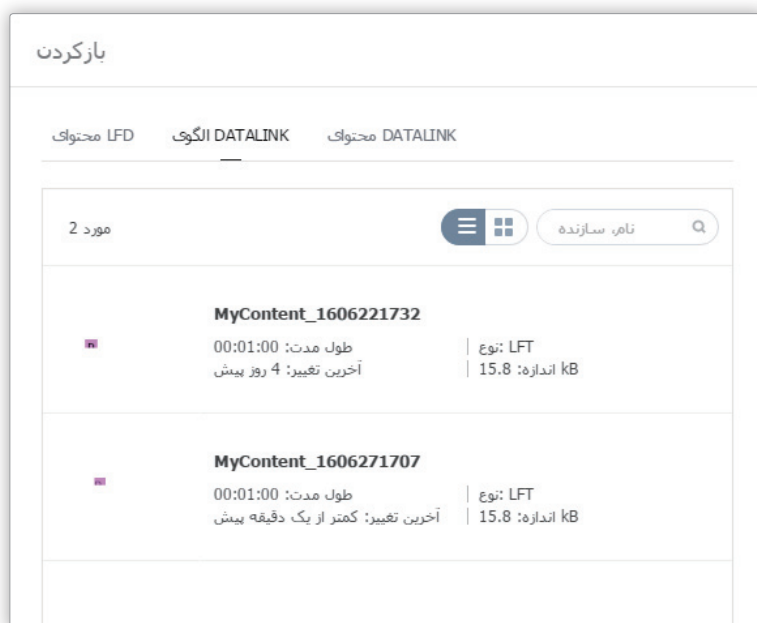 بازکردن
محتوای LFD
الگوی DATALINK
محتوای DATALINK
2 مورد
نام، سازنده
MyContent_1606221732
طول مدت: 00:01:00
نوع: LFT
آخرین تغییر: 4 روز پیش
اندازه: 15.8 kB
MyContent_1606271707
طول مدت: 00:01:00
نوع: LFT
آخرین تغییر: کمتر از یک دقیقه پیش
اندازه: 15.8 kB